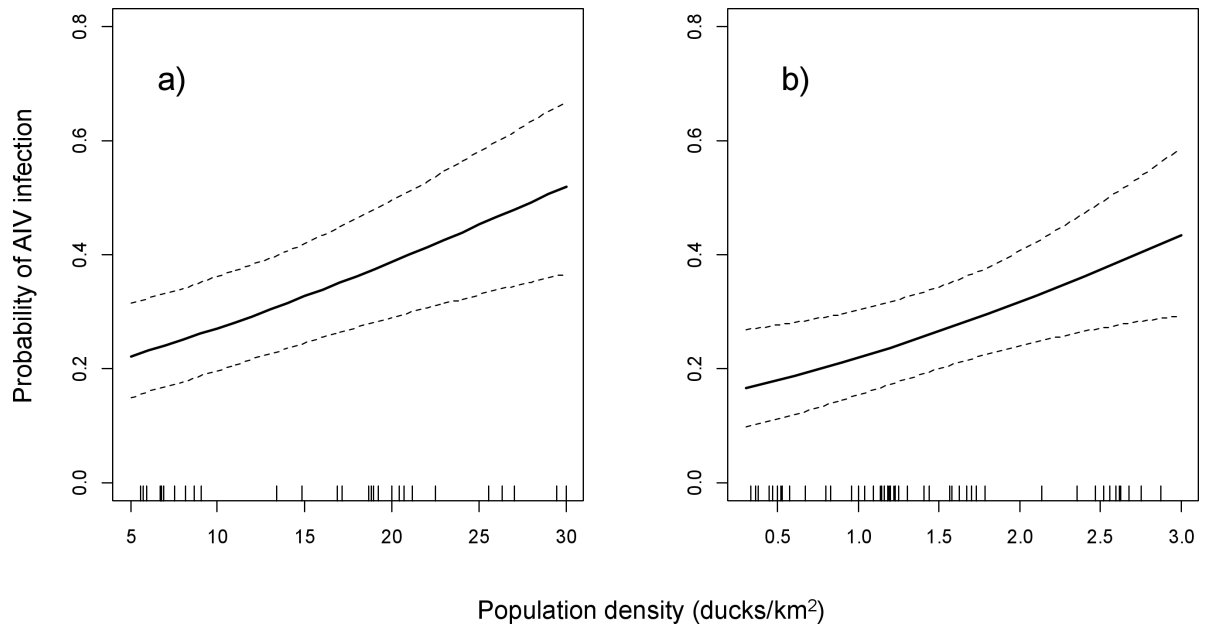 Probability of AIV infection
a)
0.8
0.6
0.4
0.2
0.0
5 10 15 20 25 30
b)
0.8
0.6
0.4
0.2
0.0
0.5 1.0 1.5 2.0 2.5 3.0
Population density (ducks/km²)